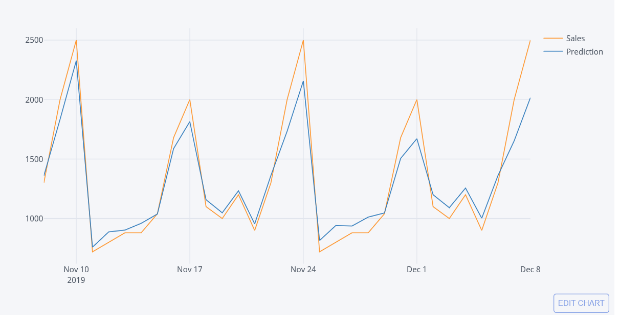 2500
2000
1500
1000
Nov 10
2019
Nov 17
Nov 24
Dec 1
Dec 8
Sales
Prediction
EDIT CHART